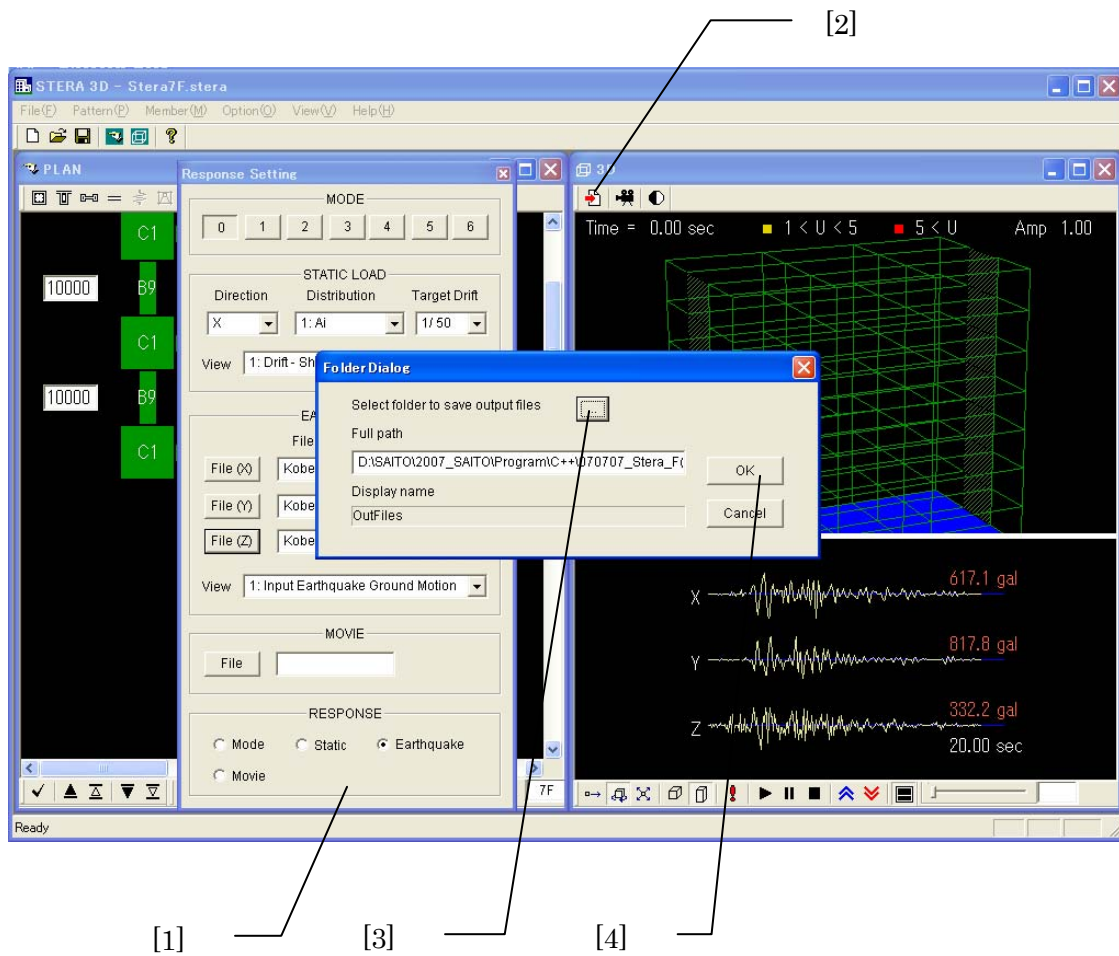 [2]
STERA 3D - Stera7F.stera
File(F) Pattern(P) Member(M) Option(O) View(V) Help(H)
PLAN
C1
10000 B9
C1
10000 B9
C1
7F
Response Setting
MODE
0 1 2 3 4 5 6
STATIC LOAD
Direction Distribution Target Drift
X 1: Ai 1/ 50
View 1: Drift - Sh
EA
File
File (X) Kobe
File (Y) Kobe
File (Z) Kobe
View 1: Input Earthquake Ground Motion
MOVIE
File
RESPONSE
Mode Static Earthquake
Movie
Folder Dialog
Select folder to save output files ...
Full path
D:\SAITO\2007_SAITO\Program\C++\070707_Stera_F(
OK
Display name
OutFiles
Cancel
3D
Time = 0.00 sec 1 < U < 5 5 < U Amp 1.00
X 617.1 gal
Y 817.8 gal
Z 332.2 gal
20.00 sec
Ready
[1] [3] [4]